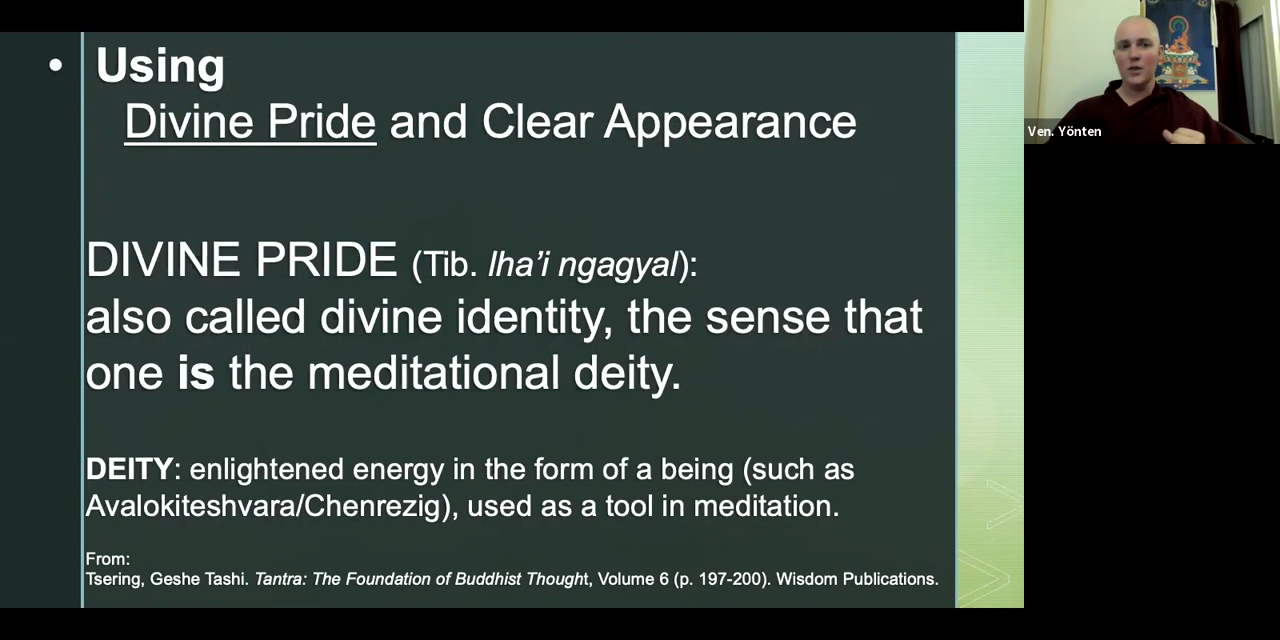 • Using
Divine Pride and Clear Appearance
DIVINE PRIDE (Tib. lha’i ngagyal):
also called divine identity, the sense that
one is the meditational deity.
DEITY: enlightened energy in the form of a being (such as
Avalokiteshvara/Chenrezig), used as a tool in meditation.
From:
Tsering, Geshe Tashi. Tantra: The Foundation of Buddhist Thought, Volume 6 (p. 197-200). Wisdom Publications.
Ven. Yönten